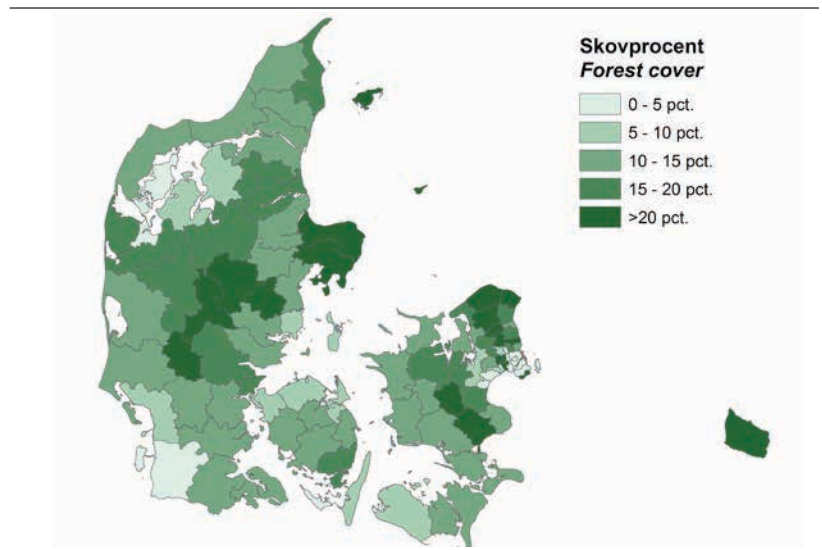 Skovprocent
Forest cover
0 - 5 pct.
5 - 10 pct.
10 - 15 pct.
15 - 20 pct.
>20 pct.